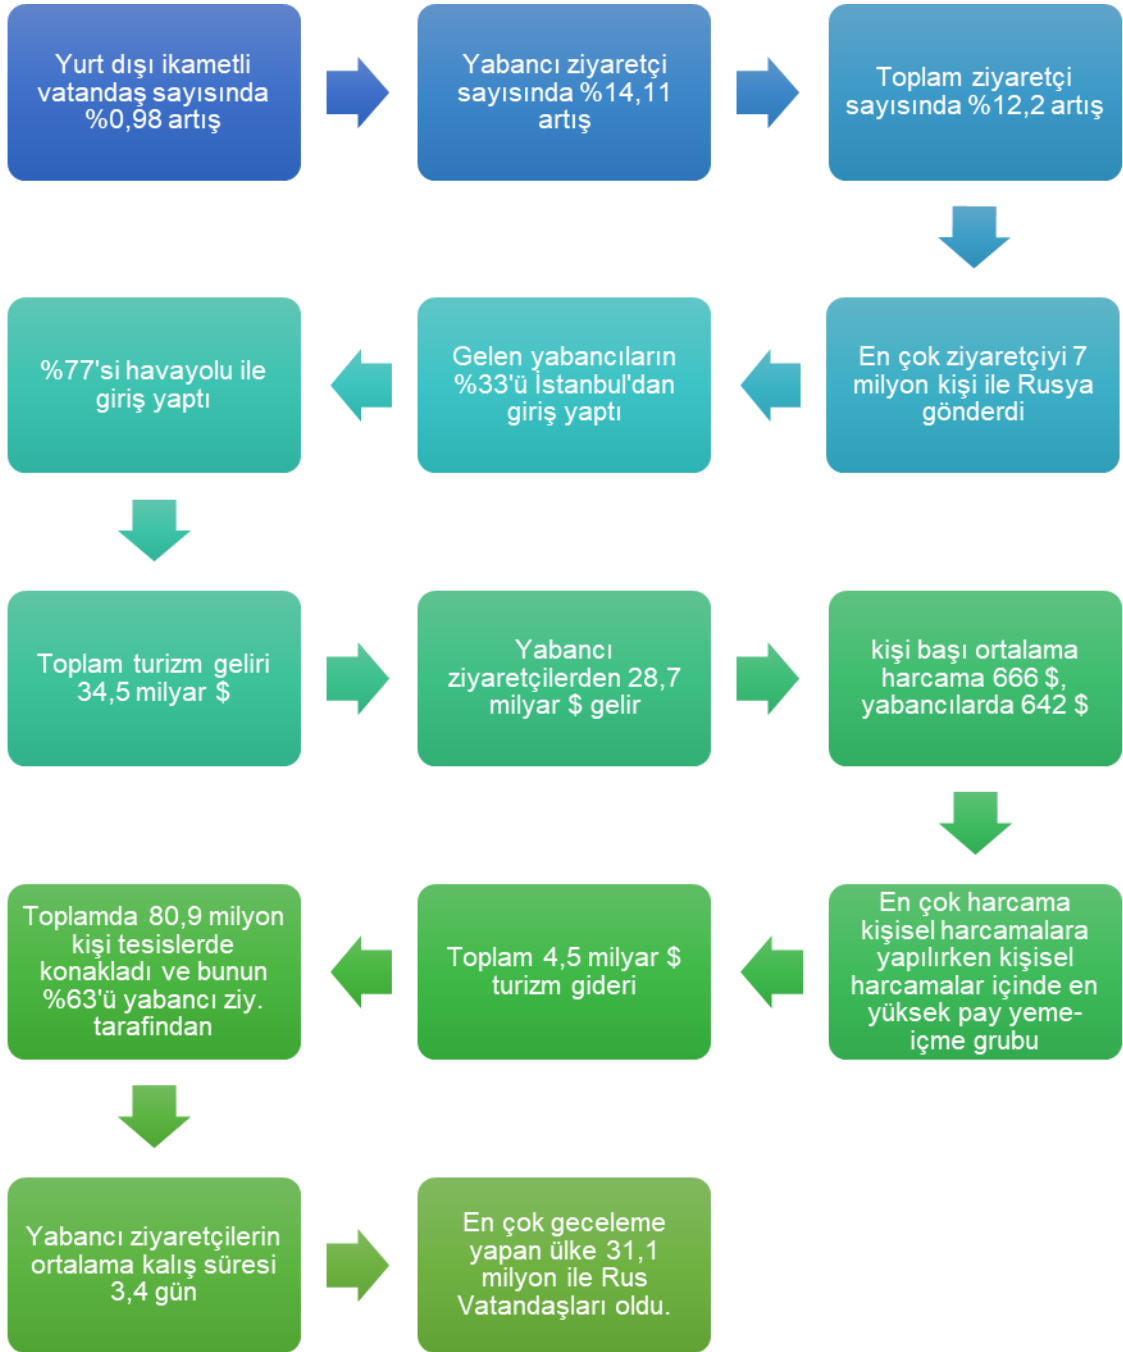 Yurt dışı ikametli
vatandaş sayısında
%0,98 artış
Yabancı ziyaretçi
sayısında %14,11
artış
Toplam ziyaretçi
sayısında %12,2 artış
En çok ziyaretçiyi 7
milyon kişi ile Rusya
gönderdi
Gelen yabancıların
%33'ü İstanbul'dan
giriş yaptı
%77'si havayolu ile
giriş yaptı
Toplam turizm geliri
34,5 milyar $
Yabancı
ziyaretçilerden 28,7
milyar $ gelir
kişi başı ortalama
harcama 666 $,
yabancılarda 642 $
En çok harcama
kişisel harcamalara
yapılırken kişisel
harcamalar içinde en
yüksek pay yeme-
içme grubu
Toplam 4,5 milyar $
turizm gideri
Toplamda 80,9 milyon
kişi tesislerde
konakladı ve bunun
%63'ü yabancı ziy.
tarafından
Yabancı ziyaretçilerin
ortalama kalış süresi
3,4 gün
En çok geceleme
yapan ülke 31,1
milyon ile Rus
Vatandaşları oldu.